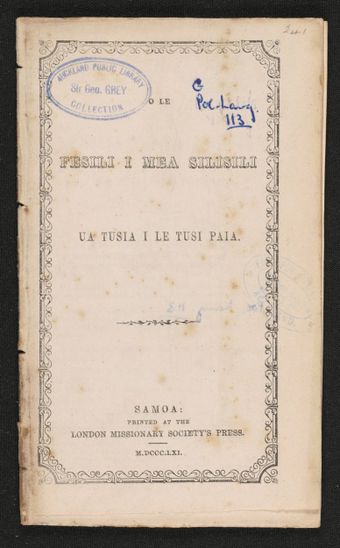 241
AUCKLAND PUBLIC LIBRARY
Sir Geo. GREY
COLLECTION
G
Pol. Lang.
113
O LE
FESILI I MEA SILISILI
UA TUSIA I LE TUSI PAIA.
SAMOA:
PRINTED AT THE
LONDON MISSIONARY SOCIETY'S PRESS.
M.DCCC.LXI.